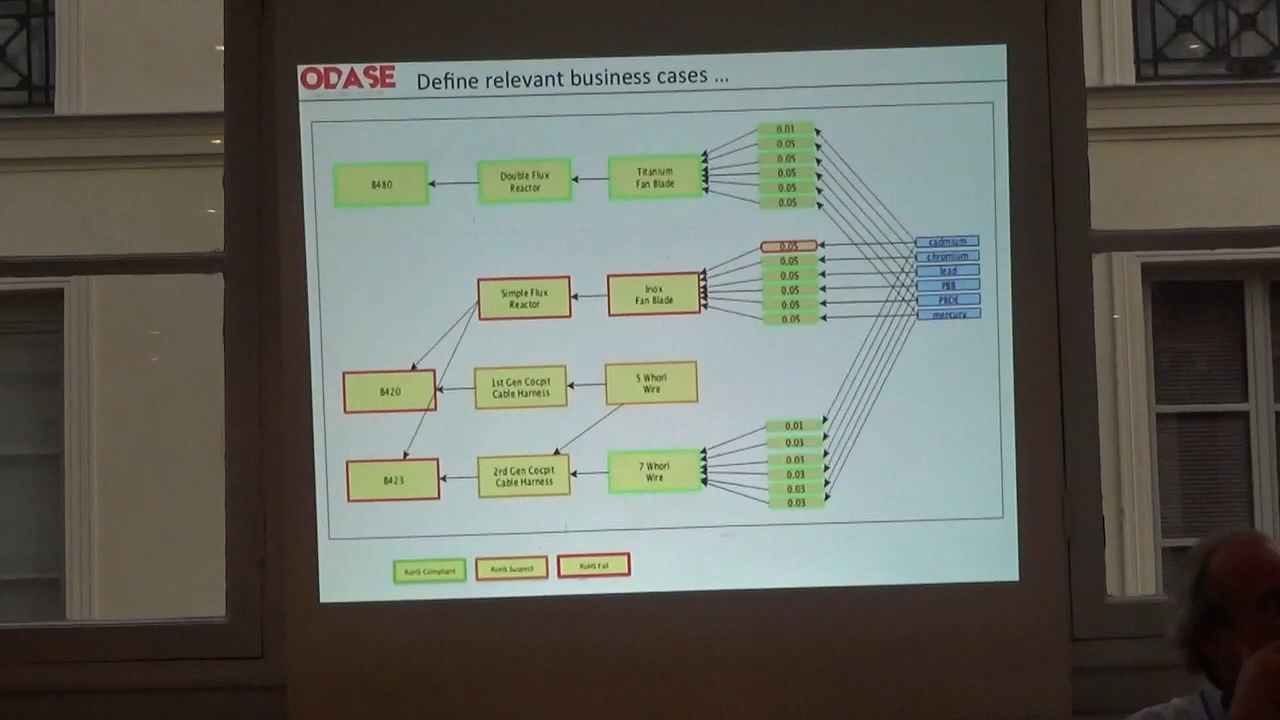 ODASE
Define relevant business cases ...
B480
Double Flux
Reactor
Titanium
Fan Blade
0.01
0.05
0.05
0.05
0.05
0.05
Simple Flux
Reactor
Inox
Fan Blade
0.05
0.05
0.05
0.05
0.05
0.05
cadmium
chromium
lead
PBB
PBDE
mercury
B420
1st Gen Cocpit
Cable Harness
5 Whori
Wire
B423
2rd Gen Cocpit
Cable Harness
7 Whori
Wire
0.01
0.03
0.03
0.03
0.03
0.03
RoHS Compliant
RoHS Suspect
RoHS Fail